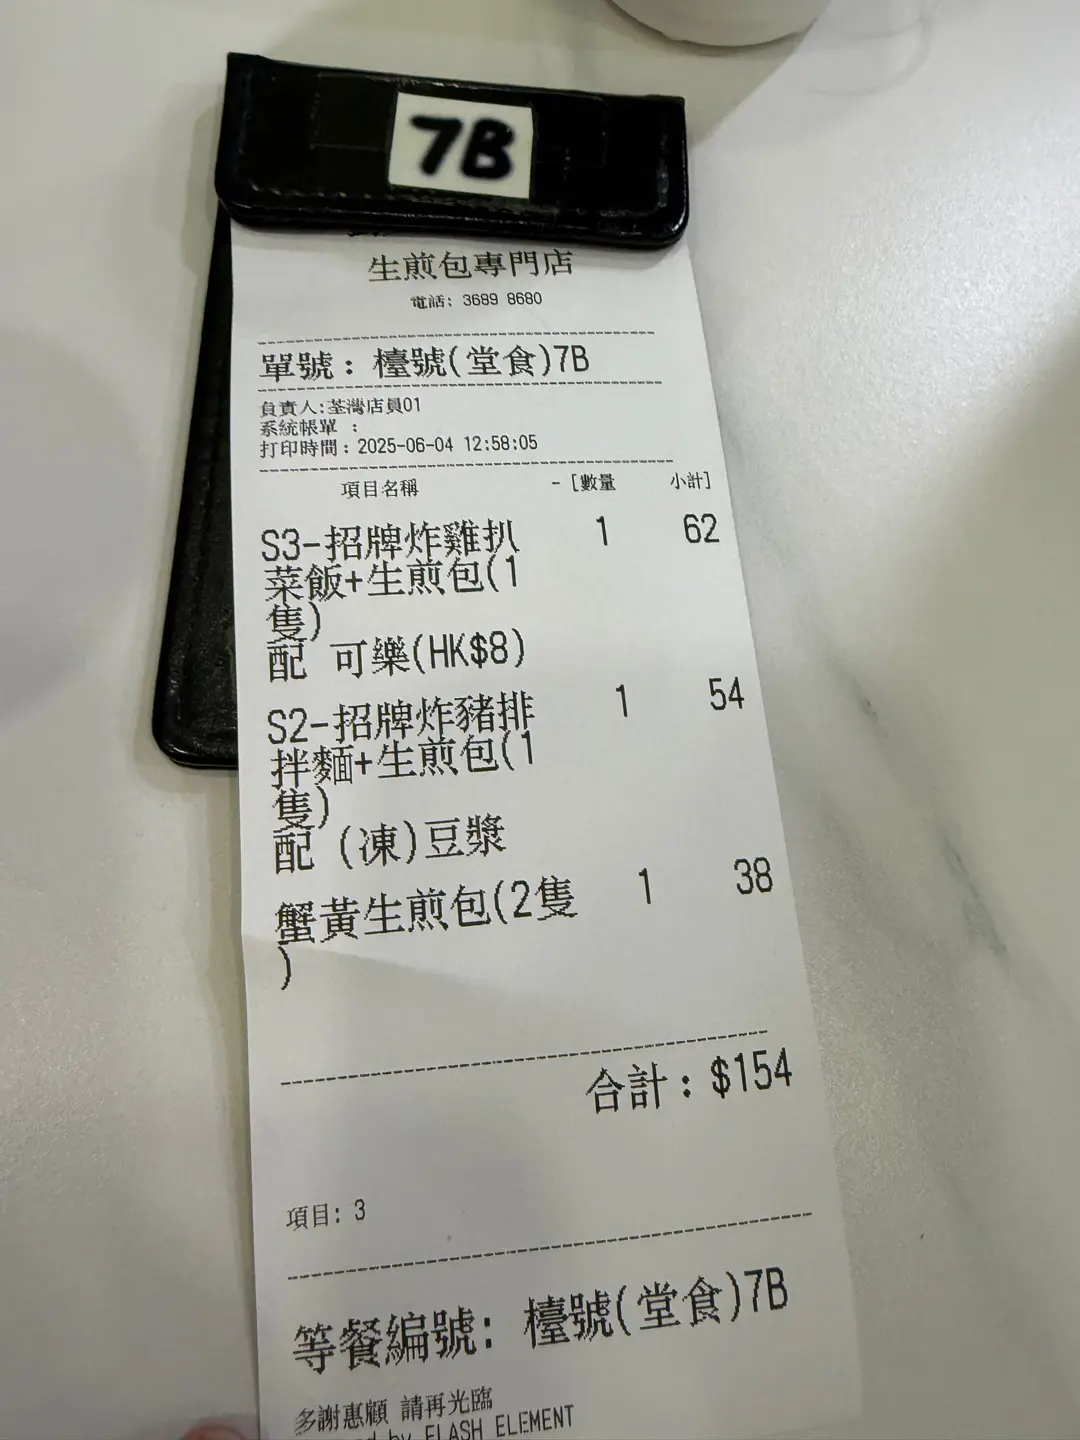 7B
生煎包專門店
電話: 3689 8680
單號: 檯號(堂食)7B
負責人:荃灣店員01
系統帳單 :
打印時間: 2025-06-04 12:58:05
項目名稱 -[數量 小計]
S3-招牌炸雞扒 1 62
菜飯+生煎包(1
隻)
配 可樂(HK$8)
S2-招牌炸豬排 1 54
拌麵+生煎包(1
隻)
配 (凍)豆漿
蟹黃生煎包(2隻 1 38
)
合計: $154
項目: 3
等餐編號: 檯號(堂食)7B
多謝惠顧 請再光臨
by FLASH ELEMENT